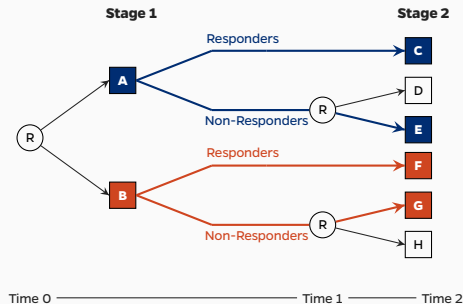 Stage 1
Stage 2
Responders
C
A
D
R
Non-Responders
E
R
Responders
F
B
G
R
Non-Responders
H
Time 0
Time 1
Time 2